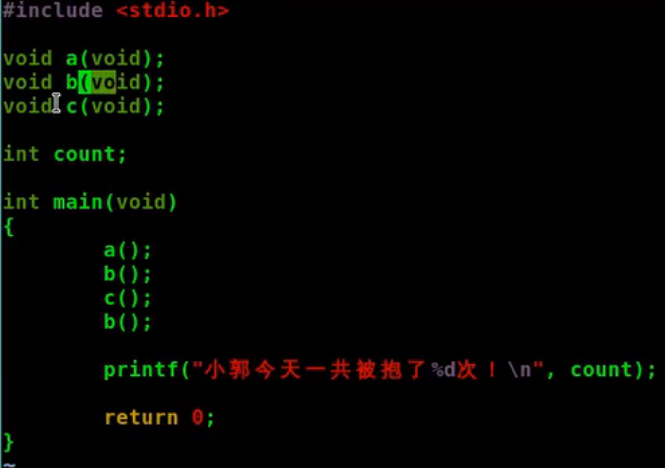 #include <stdio.h>
void a(void);
void b(void);
void c(void);
int count;
int main(void)
{
a();
b();
c();
b();
printf("小郭今天一共被抱了%d次！\n", count);
return 0;
}
~